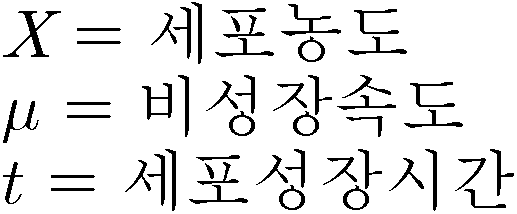 X = 세포농도
μ = 비성장속도
t = 세포성장시간